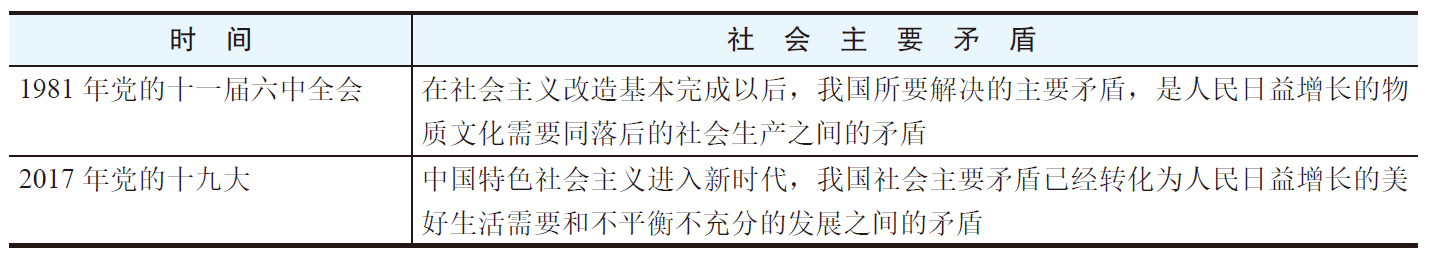 时 间
社 会 主 要 矛 盾
1981 年党的十一届六中全会
在社会主义改造基本完成以后，我国所要解决的主要矛盾，是人民日益增长的物
质文化需要同落后的社会生产之间的矛盾
2017 年党的十九大
中国特色社会主义进入新时代，我国社会主要矛盾已经转化为人民日益增长的美
好生活需要和不平衡不充分的发展之间的矛盾